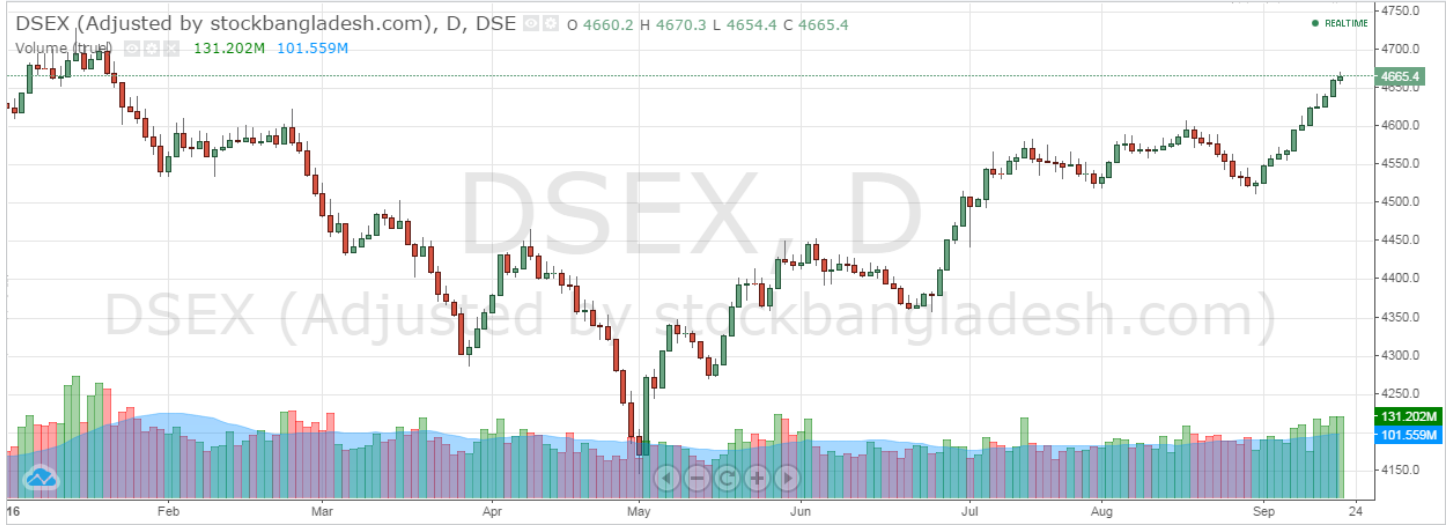 DSEX (Adjusted by stockbangladesh.com), D, DSE O 4660.2 H 4670.3 L 4654.4 C 4665.4
REALTIME
Volume (true) 131.202M 101.559M
DSEX, D
DSEX (Adjusted by stockbangladesh.com)
4750.0
4700.0
4665.4
4650.0
4600.0
4550.0
4500.0
4450.0
4400.0
4350.0
4300.0
4250.0
131.202M
101.559M
4150.0
16 Feb Mar Apr May Jun Jul Aug Sep 24